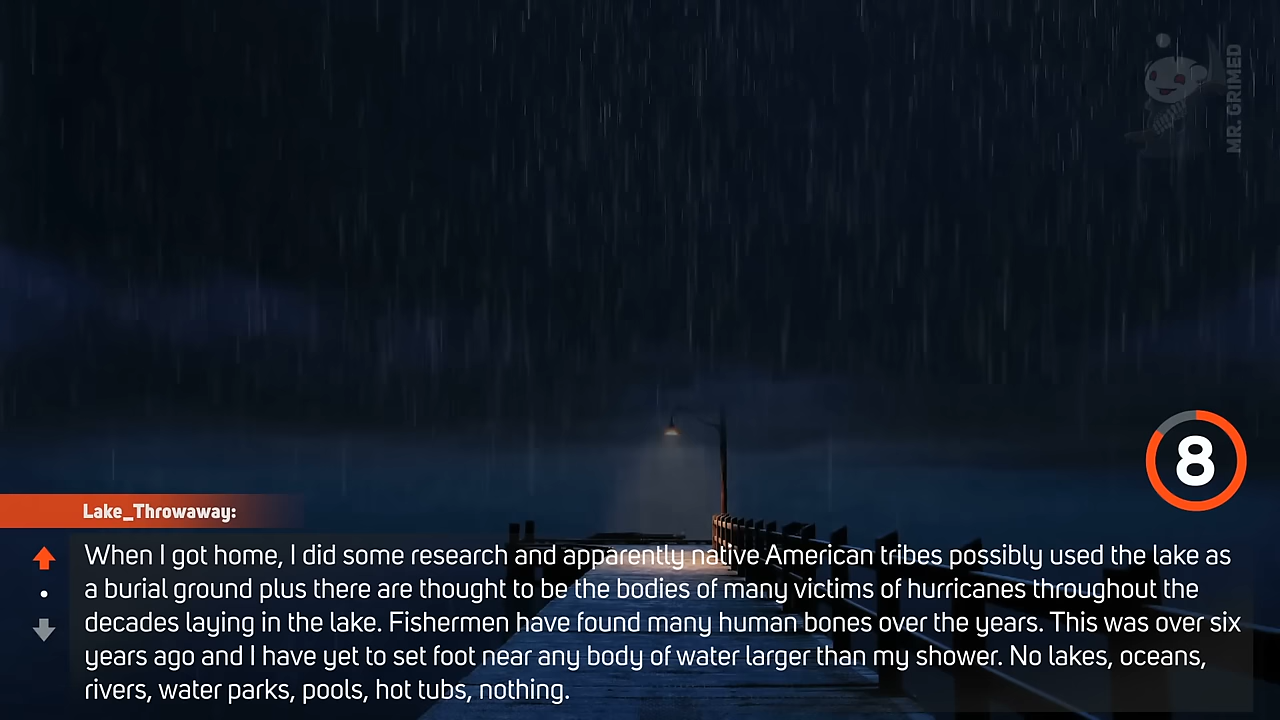 MR. GRIMED
8
Lake_Throwaway:
When I got home, I did some research and apparently native American tribes possibly used the lake as
a burial ground plus there are thought to be the bodies of many victims of hurricanes throughout the
decades laying in the lake. Fishermen have found many human bones over the years. This was over six
years ago and I have yet to set foot near any body of water larger than my shower. No lakes, oceans,
rivers, water parks, pools, hot tubs, nothing.